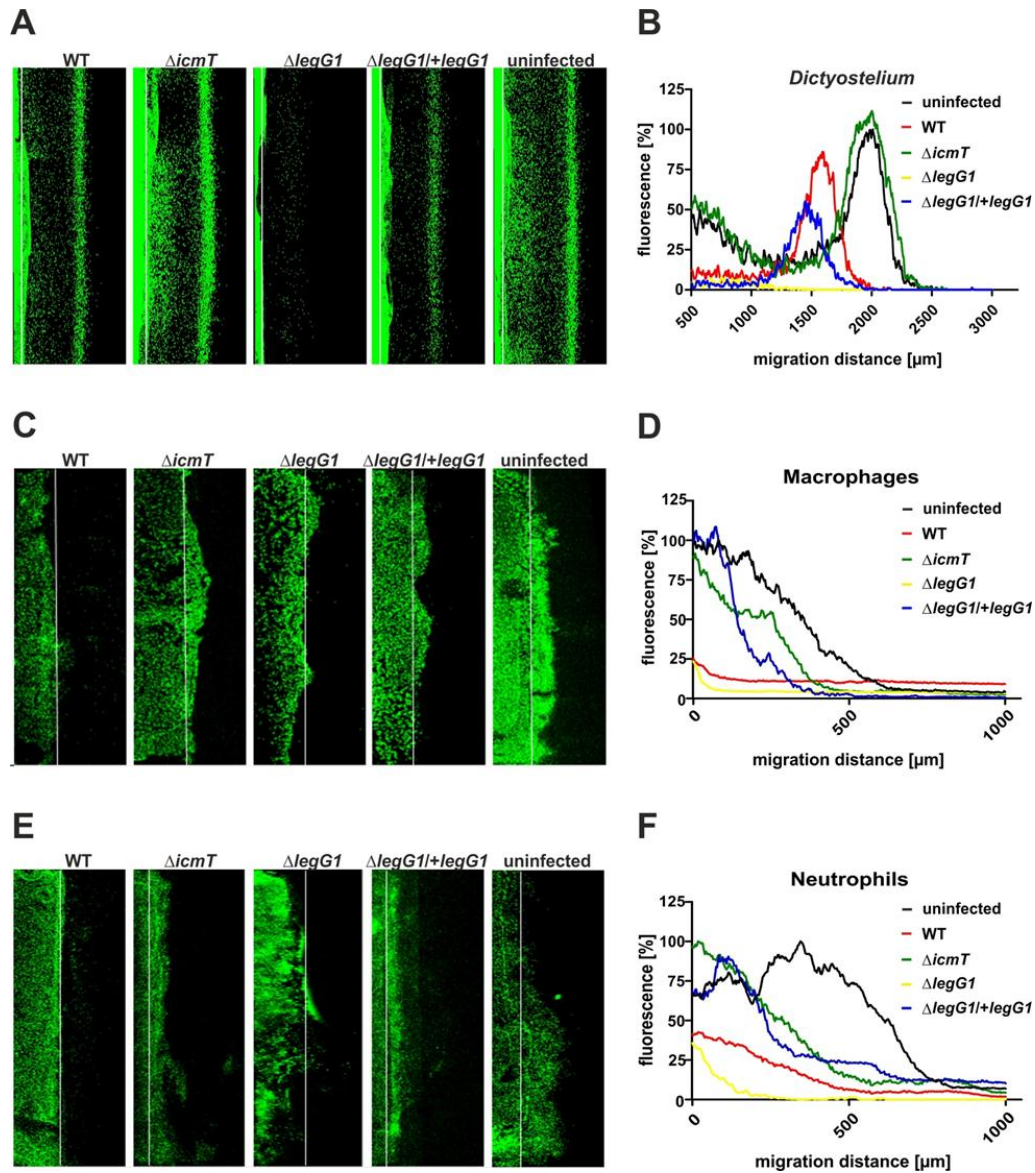 A
WT ΔicmT ΔlegG1 ΔlegG1/+legG1 uninfected
B
Dictyostelium
fluorescence [%]
125
100
75
50
25
0
500 1000 1500 2000 3000
migration distance [µm]
uninfected
WT
ΔicmT
ΔlegG1
ΔlegG1/+legG1
C
WT ΔicmT ΔlegG1 ΔlegG1/+legG1 uninfected
D
Macrophages
fluorescence [%]
125
100
75
50
25
0
0 500 1000
migration distance [µm]
uninfected
WT
ΔicmT
ΔlegG1
ΔlegG1/+legG1
E
WT ΔicmT ΔlegG1 ΔlegG1/+legG1 uninfected
F
Neutrophils
fluorescence [%]
125
100
75
50
25
0
0 500 1000
migration distance [µm]
uninfected
WT
ΔicmT
ΔlegG1
ΔlegG1/+legG1